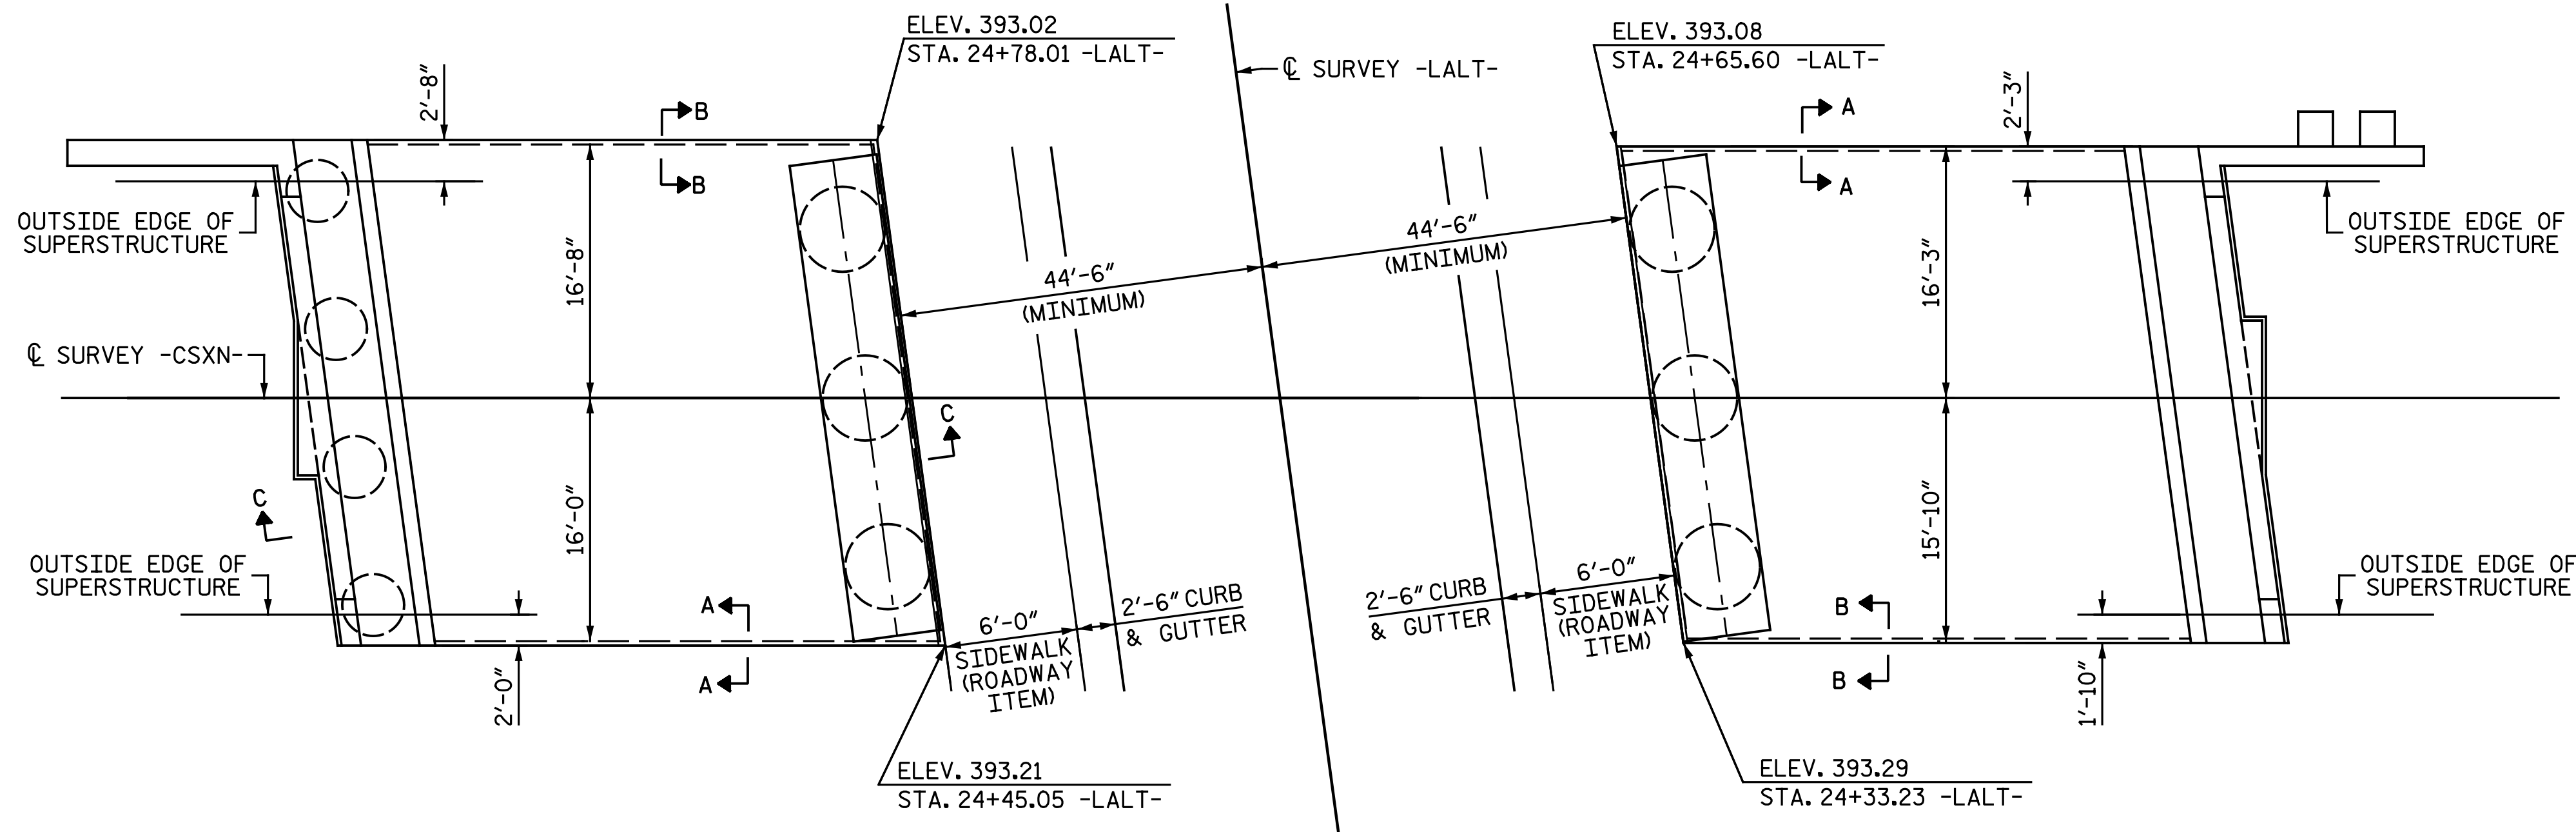 ELEV. 393.02
STA. 24+78.01 -LALT-
ELEV. 393.08
STA. 24+65.60 -LALT-
℄ SURVEY -LALT-
2'-8"
B
B
A
A
2'-3"
OUTSIDE EDGE OF
SUPERSTRUCTURE
OUTSIDE EDGE OF
SUPERSTRUCTURE
16'-8"
44'-6"
(MINIMUM)
44'-6"
(MINIMUM)
16'-3"
℄ SURVEY -CSXN-
C
C
16'-0"
15'-10"
OUTSIDE EDGE OF
SUPERSTRUCTURE
OUTSIDE EDGE OF
SUPERSTRUCTURE
A
A
6'-0"
SIDEWALK
(ROADWAY
ITEM)
2'-6" CURB
& GUTTER
2'-6" CURB
& GUTTER
6'-0"
SIDEWALK
(ROADWAY
ITEM)
B
B
2'-0"
1'-10"
ELEV. 393.21
STA. 24+45.05 -LALT-
ELEV. 393.29
STA. 24+33.23 -LALT-